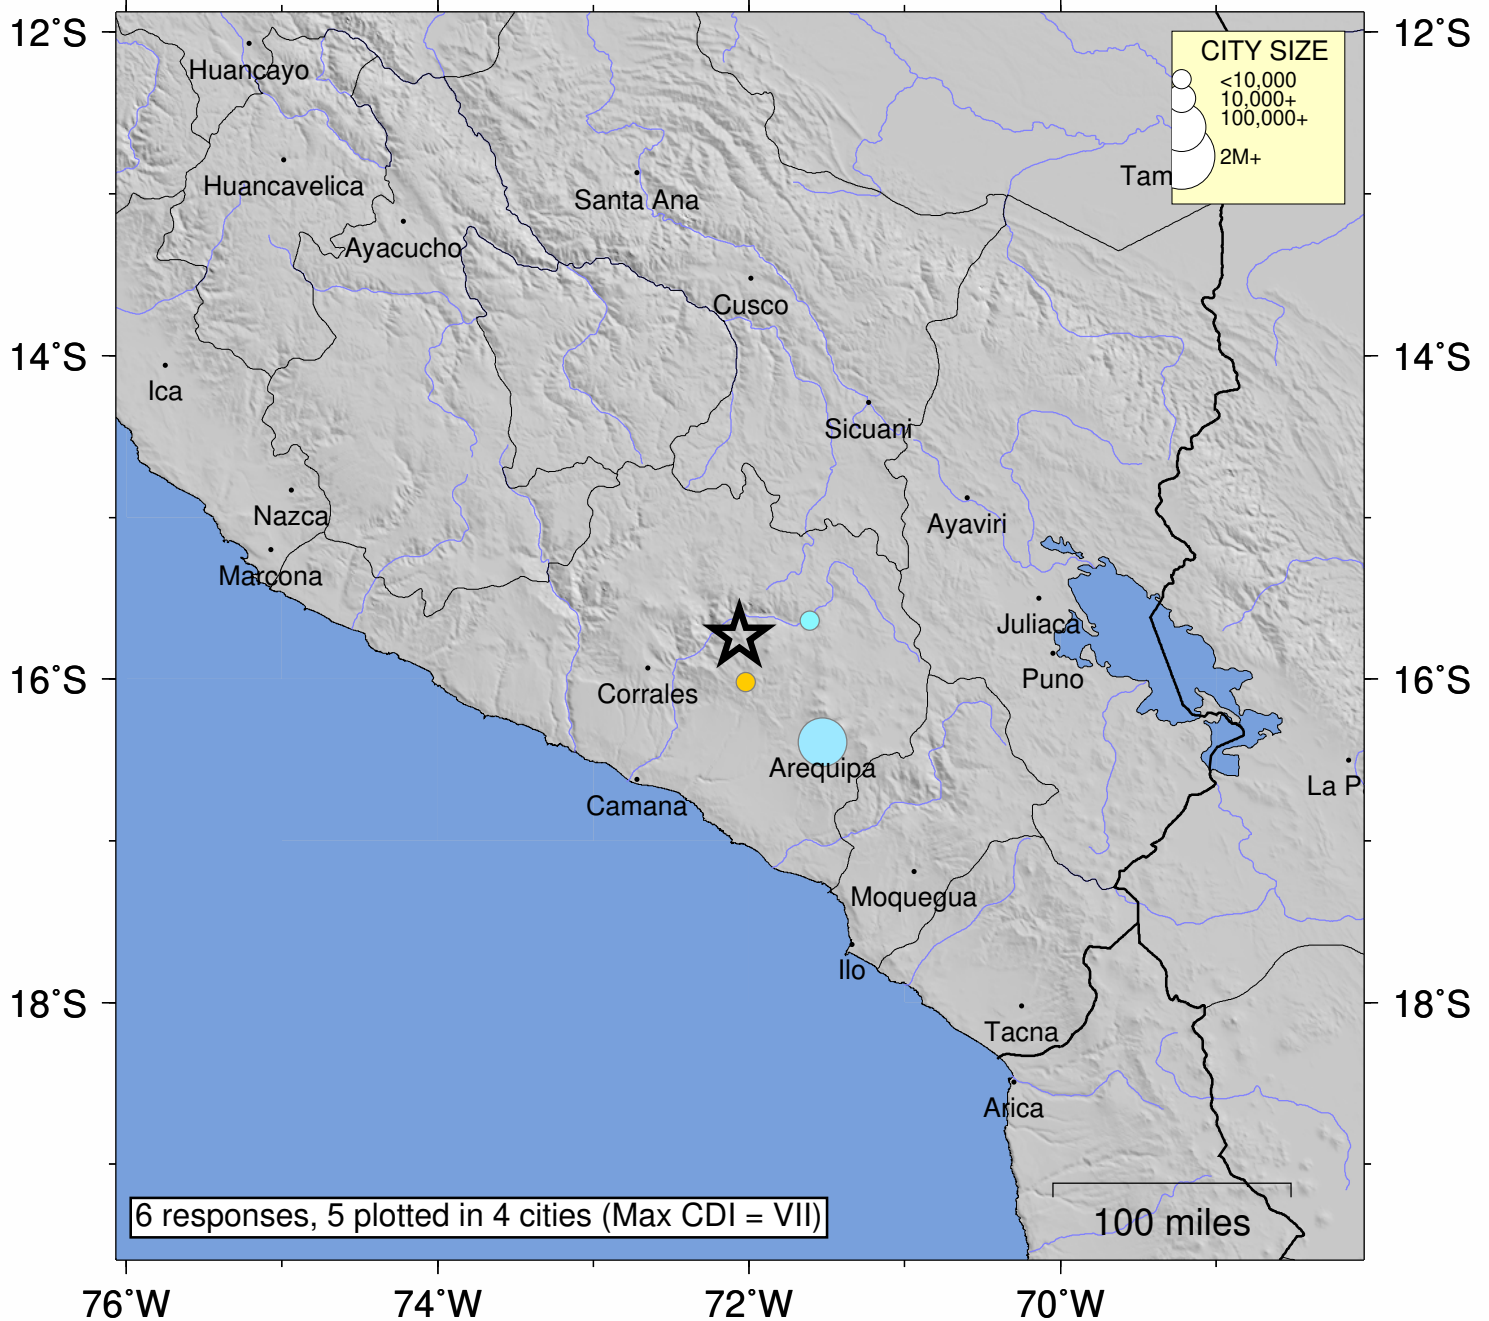 12°S
12°S
CITY SIZE
<10,000
10,000+
100,000+
2M+
Huancayo
Huancavelica
Santa Ana
Tam
Ayacucho
Cusco
14°S
14°S
Ica
Sicuani
Nazca
Ayaviri
Marcona
Juliaca
16°S
16°S
Corrales
Puno
Arequipa
La P
Camana
Moquegua
Ilo
18°S
18°S
Tacna
Arica
6 responses, 5 plotted in 4 cities (Max CDI = VII)
100 miles
76°W
74°W
72°W
70°W